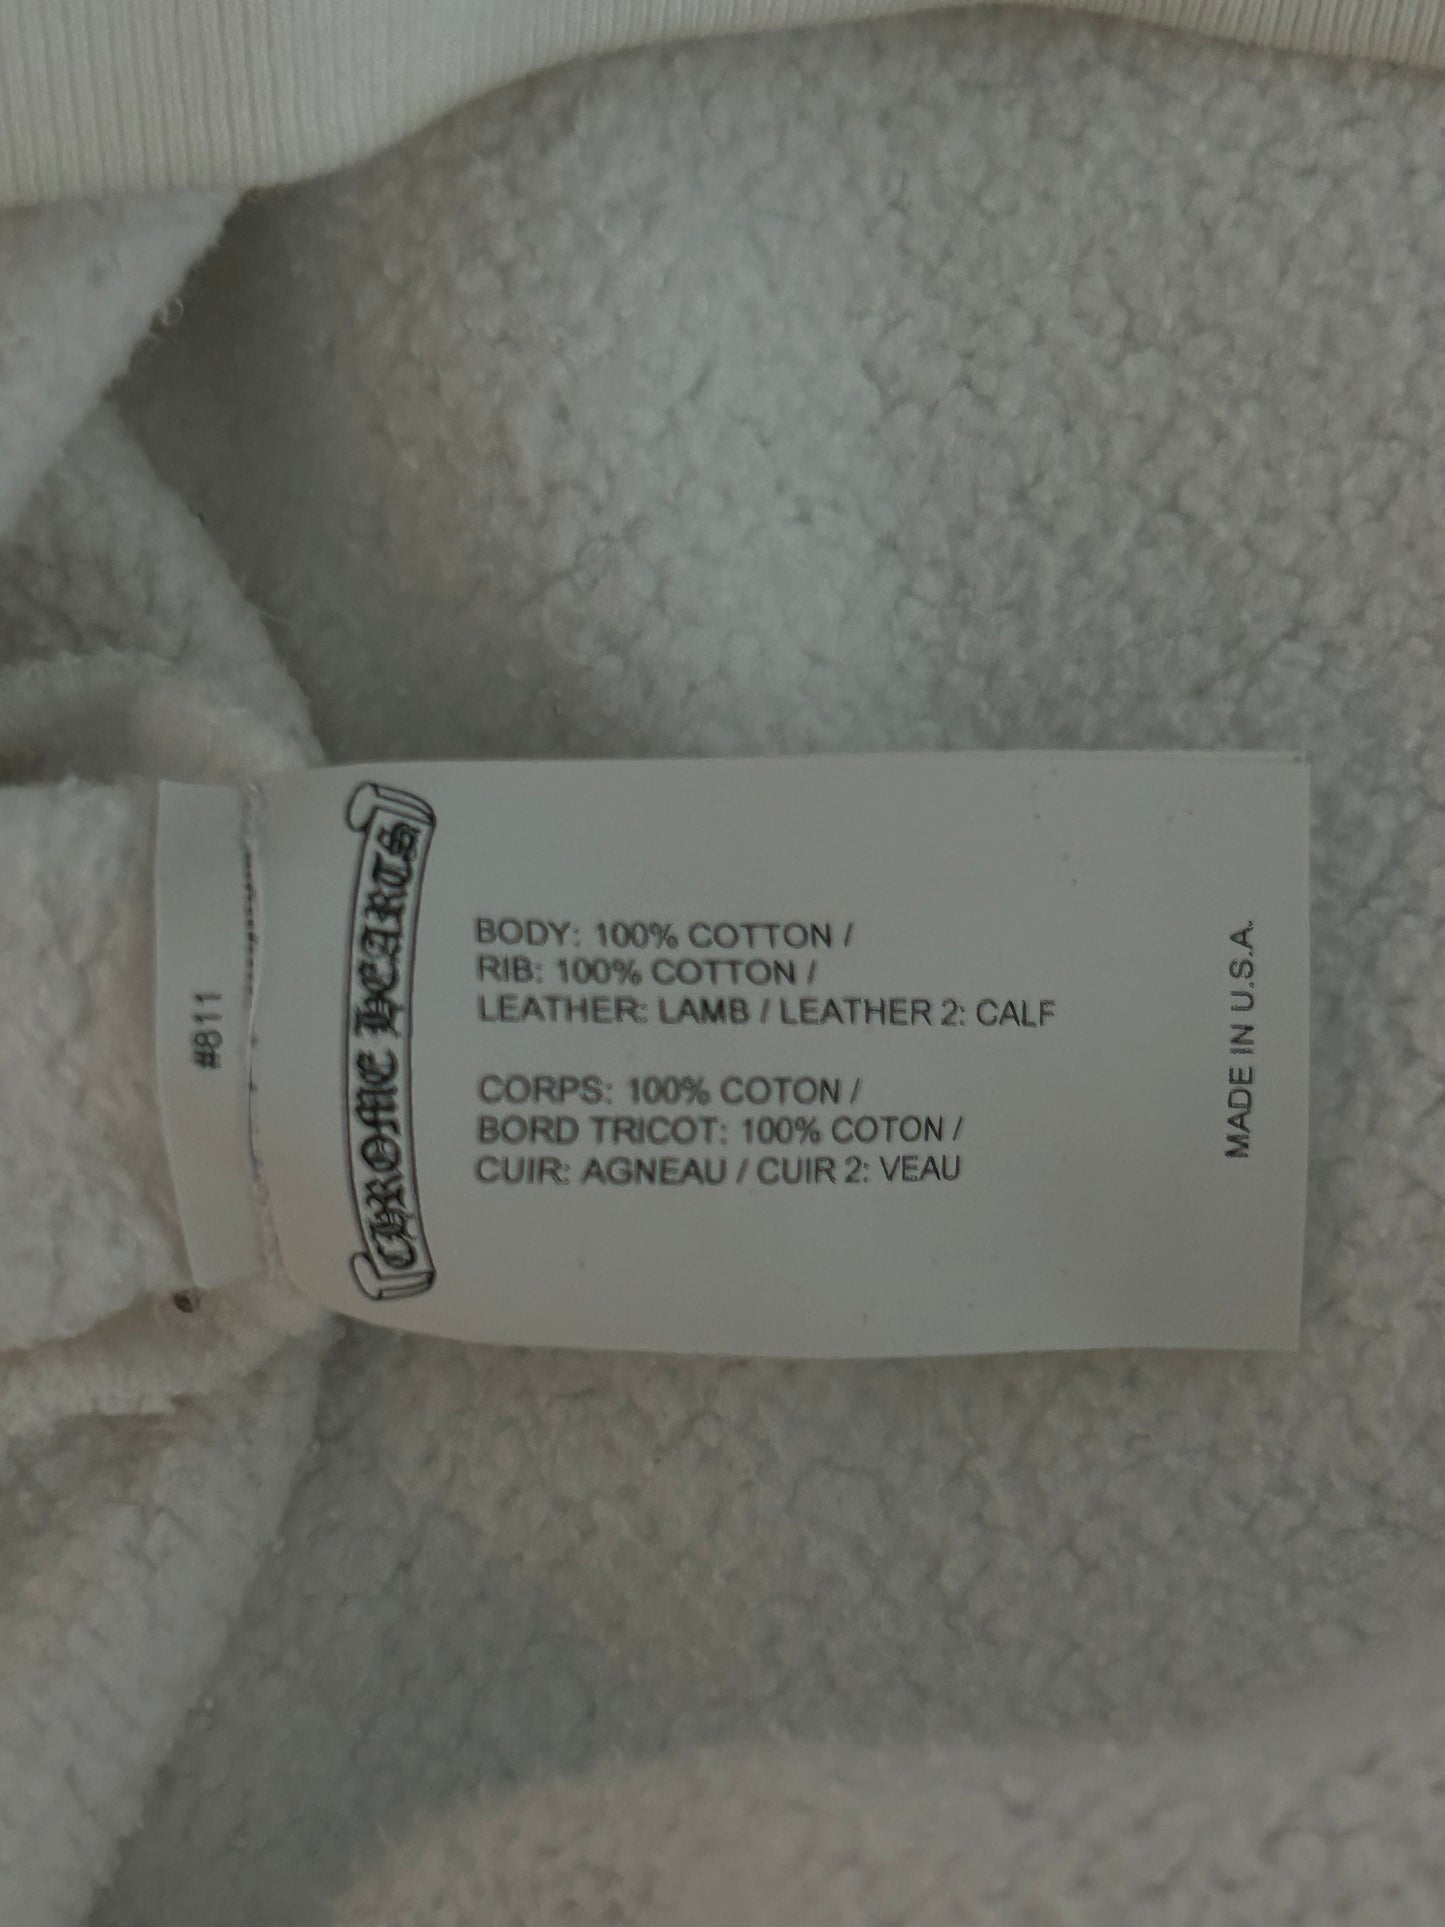 #811
CHROME HEARTS
BODY: 100% COTTON /
RIB: 100% COTTON /
LEATHER: LAMB / LEATHER 2: CALF
CORPS: 100% COTON /
BORD TRICOT: 100% COTON /
CUIR: AGNEAU / CUIR 2: VEAU
MADE IN U.S.A.